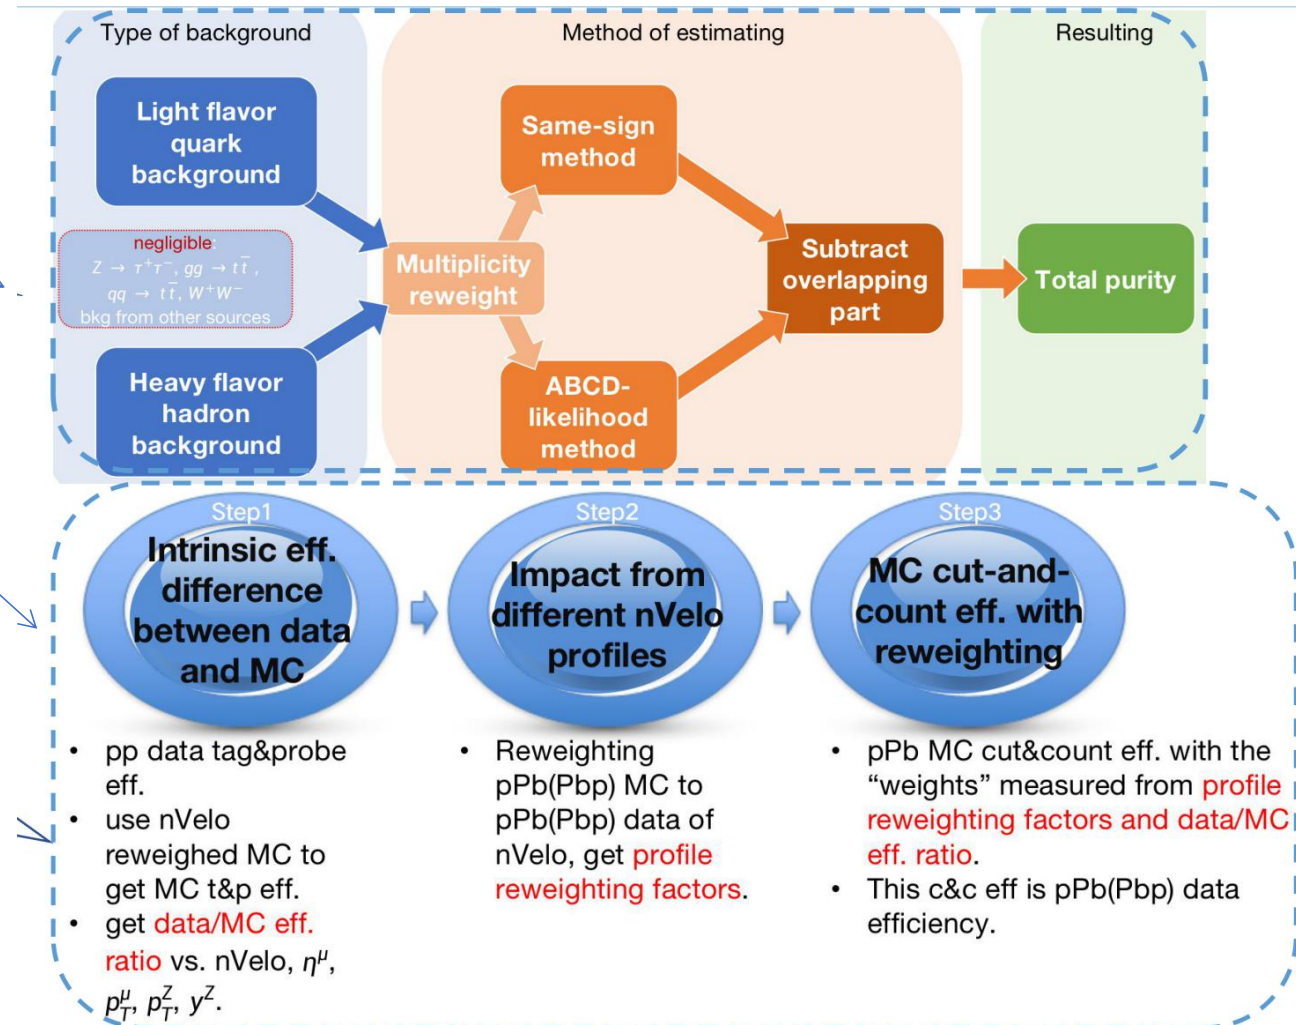 Type of background
Method of estimating
Resulting
Light flavor
quark
background
negligible:
Z → τ⁺τ⁻, gg → tt̅,
qq → tt̅, W⁺W⁻
bkg from other sources
Heavy flavor
hadron
background
Multiplicity
reweight
Same-sign
method
ABCD-
likelihood
method
Subtract
overlapping
part
Total purity
Step1
Intrinsic eff.
difference
between data
and MC
Step2
Impact from
different nVelo
profiles
Step3
MC cut-and-
count eff. with
reweighting
• pp data tag&probe
eff.
• use nVelo
reweighed MC to
get MC t&p eff.
• get data/MC eff.
ratio vs. nVelo, η^μ,
p_T^μ, p_T^Z, y^Z.
• Reweighting
pPb(Pbp) MC to
pPb(Pbp) data of
nVelo, get profile
reweighting factors.
• pPb MC cut&count eff. with the
“weights” measured from profile
reweighting factors and data/MC
eff. ratio.
• This c&c eff is pPb(Pbp) data
efficiency.